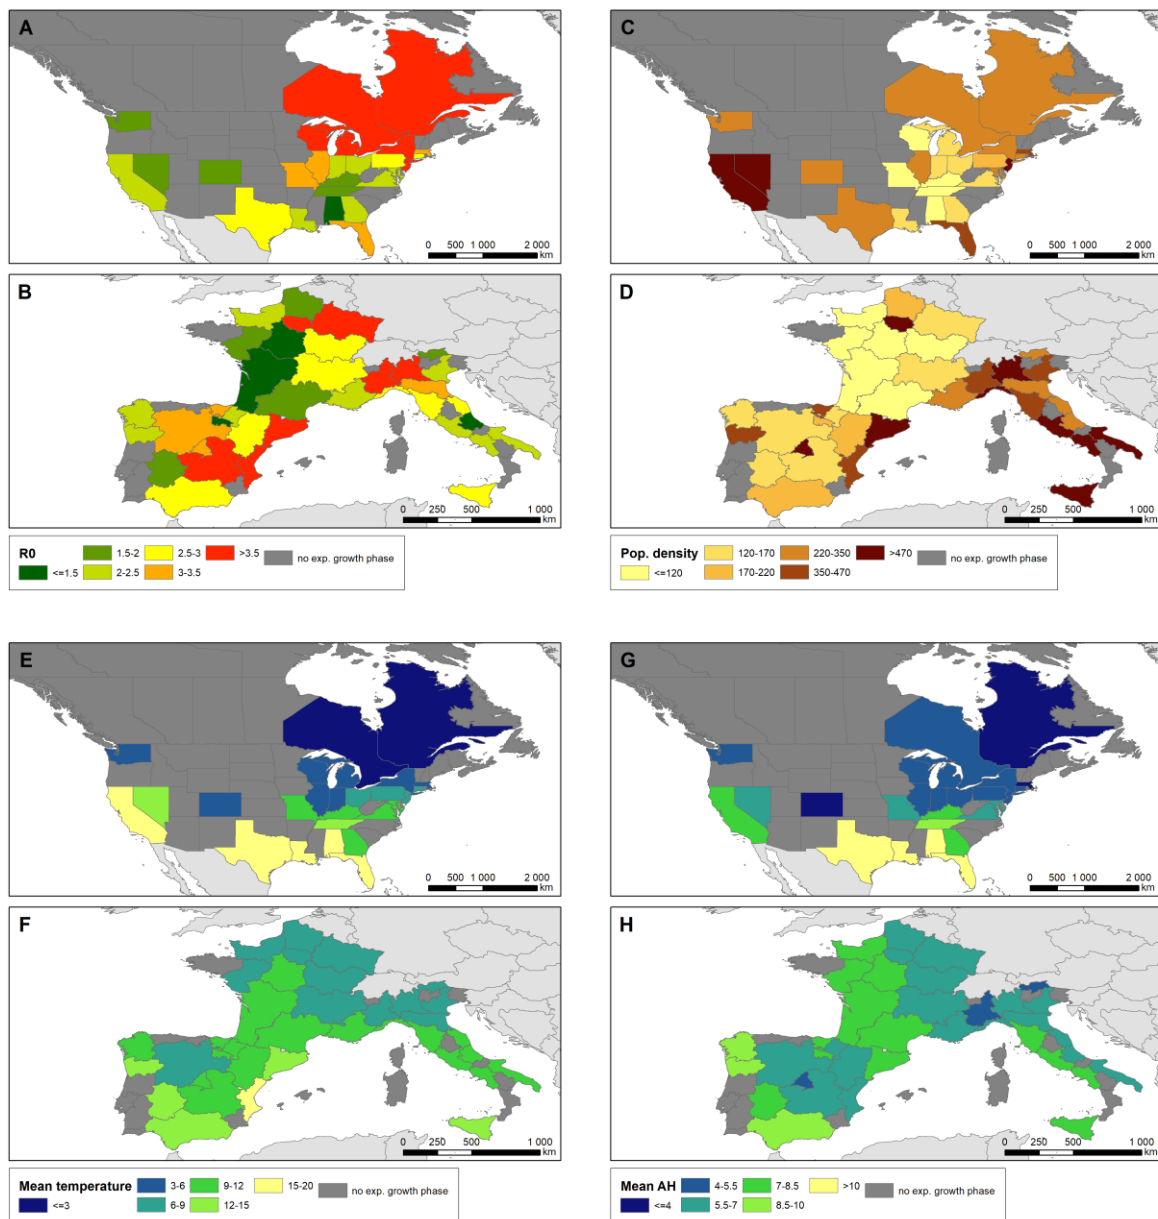 A
0 500 1 000 2 000
km
B
0 250 500 1 000
km
R0
<=1.5
1.5-2
2-2.5
2.5-3
3-3.5
>3.5
no exp. growth phase
C
0 500 1 000 2 000
km
D
0 250 500 1 000
km
Pop. density
<=120
120-170
170-220
220-350
350-470
>470
no exp. growth phase
E
0 500 1 000 2 000
km
F
0 250 500 1 000
km
Mean temperature
<=3
3-6
6-9
9-12
12-15
15-20
no exp. growth phase
G
0 500 1 000 2 000
km
H
0 250 500 1 000
km
Mean AH
<=4
4-5.5
5.5-7
7-8.5
8.5-10
>10
no exp. growth phase